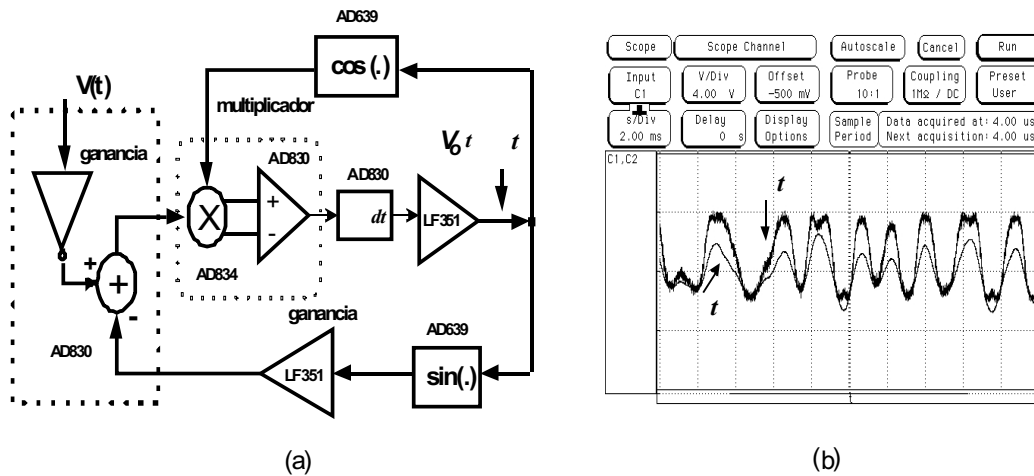 AD639
cos(.)
V(t)
multiplicador
ganancia
AD830
V₀ t
t
AD830
X
+
-
dt
LF351
+
+
-
AD834
AD830
ganancia
LF351
AD639
sin(.)
(a)
Scope
Scope Channel
Autoscale
Cancel
Run
Input
C1
V/Div
4.00 V
Offset
-500 mV
Probe
10:1
Coupling
1MΩ / DC
Preset
User
s/Div
2.00 ms
Delay
0 s
Display
Options
Sample
Period
Data acquired at: 4.00 us
Next acquisition: 4.00 us
C1,C2
t
t
(b)